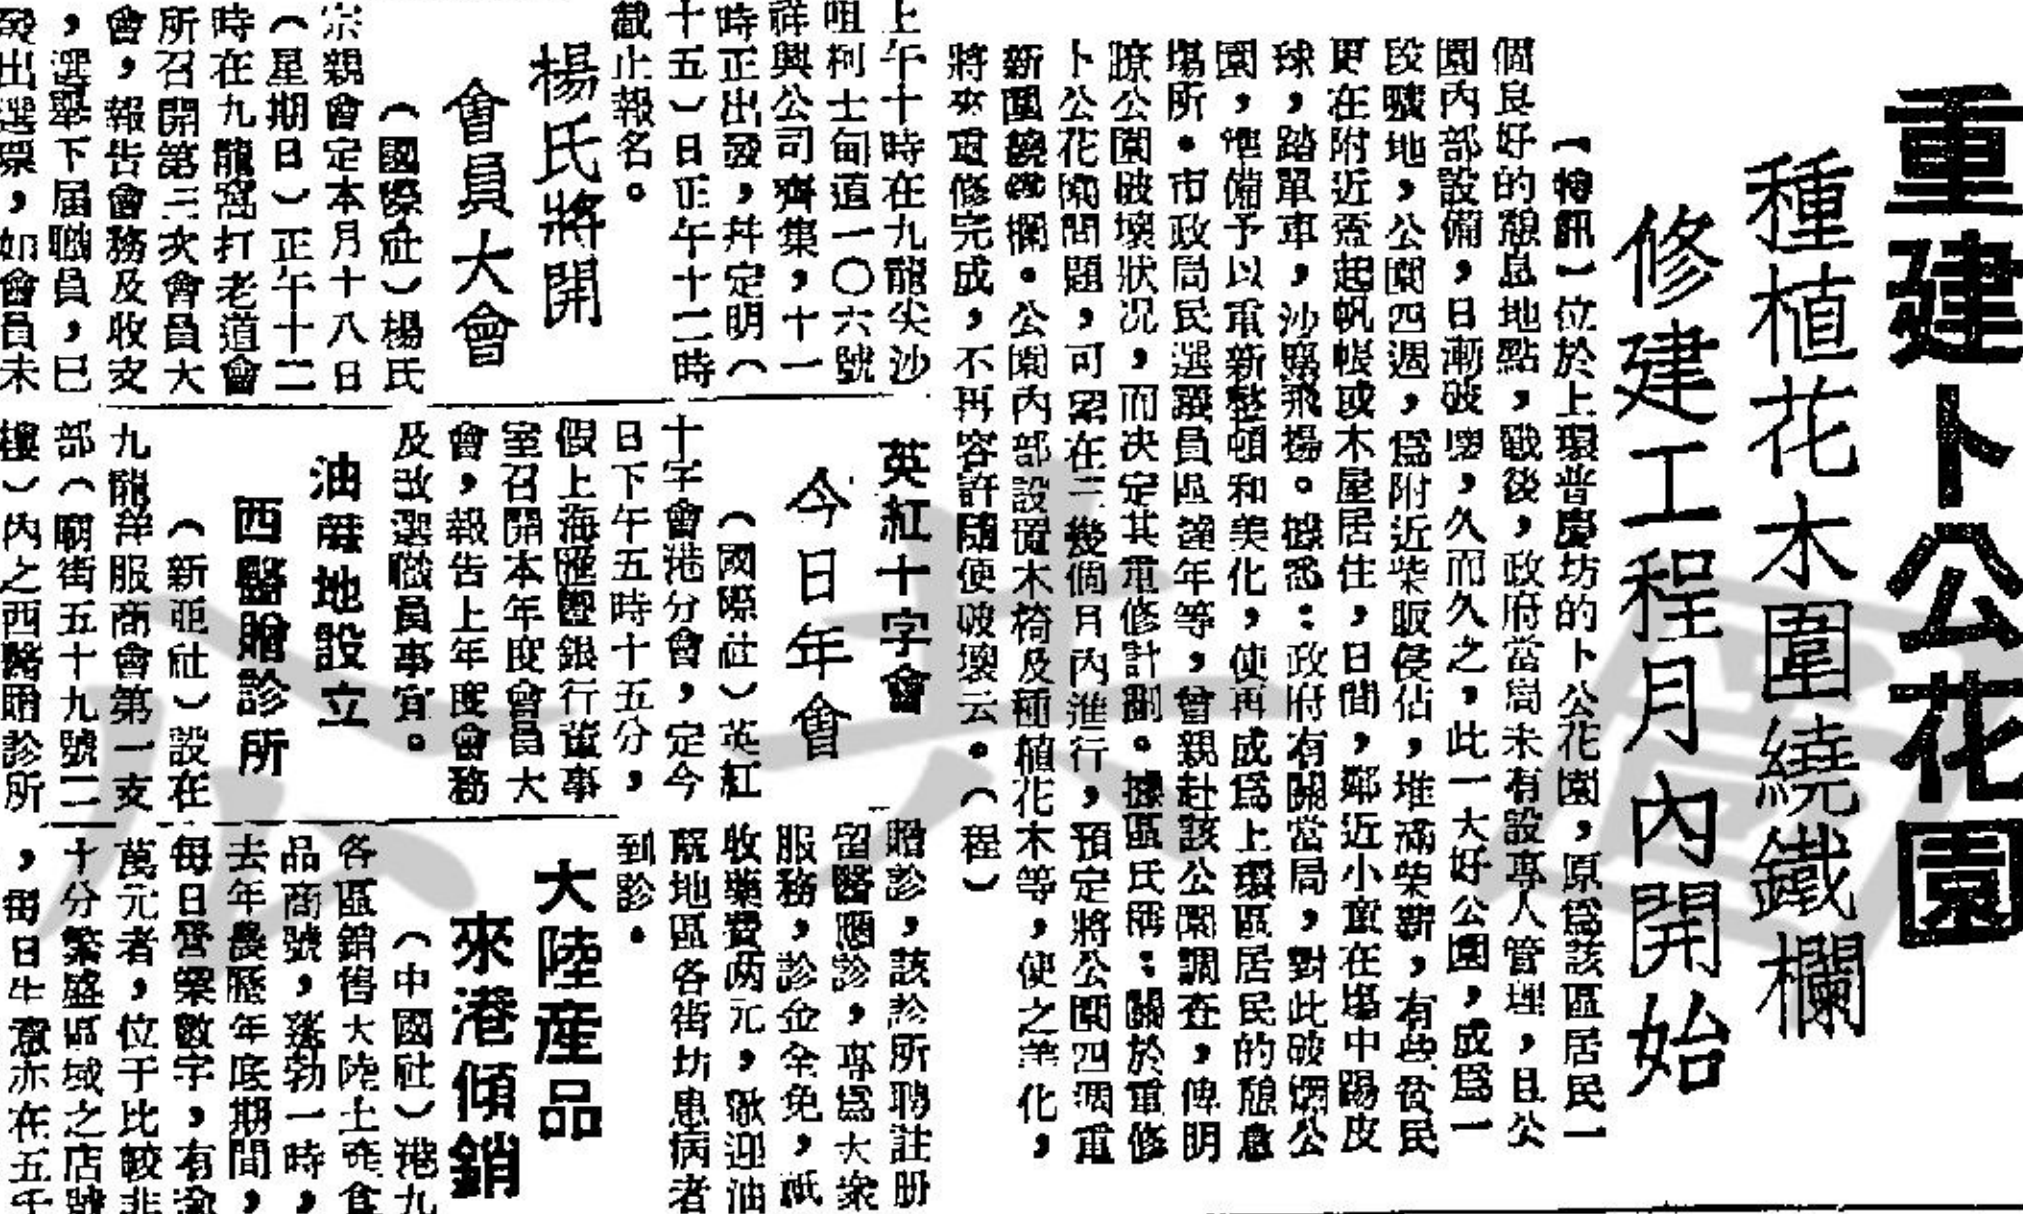 重建卜公花園
種植花木圍繞鐵欄
修建工程月內開始
【特訊】位於上環普慶坊的卜公花園，原爲該區居民一
個良好的憩息地點，戰後，政府當局未有設專人管理，且公
園內部設備，日漸破壞，久而久之，此一大好公園，成爲一
段曠地，公園四週，爲附近柴販侵佔，堆滿柴薪，有些貧民
更在附近蓋起帆帳或木屋居住，日間，鄰近小童在塲中踢皮
球，踏單車，沙塵飛揚。據悉：政府有關當局，對此破爛公
園，準備予以重新整頓和美化，使再成爲上環區居民的憩息
塲所。市政局民選議員區達年等，曾親赴該公園調查，俾明
瞭公園破壞狀况，而决定其重修計劃。據區氏稱：關於重修
卜公花園問題，可望在二幾個月內進行，預定將公園四週重
新圍繞鐵欄。公園內部設置木椅及種植花木等，使之美化，
將來重修完成，不再容許隨便破壞云。（程）
上午十時在九龍尖沙
咀柯士甸道一〇六號
祥興公司齊集，十一
時正出發，幷定明（
十五）日正午十二時
截止報名。
楊氏將開
會員大會
（國際社）楊氏
宗親會定本月十八日
（星期日）正午十二
時在九龍窩打老道會
所召開第三次會員大
會，報告會務及收支
，選舉下届職員，已
發出選票，如會員未
英紅十字會
今日年會
（國際社）英紅
十字會港分會，定今
日下午五時十五分，
假上海匯豐銀行董事
室召開本年度會員大
會，報告上年度會務
及改選職員事宜。
油蔴地設立
西醫贈診所
（新亞社）設在
九龍洋服商會第一支
部（廟街五十九號二
樓）內之西醫贈診所
贈診，該診所聘註册
留醫應診，專爲大衆
服務，診金全免，祇
收藥費两元，歡迎油
蔴地區各街坊患病者
到診。
大陸産品
來港傾銷
（中國社）港九
各區銷售大陸土産食
品商號，蓬勃一時，
去年農歷年底期間，
每日營業數字，有逾
萬元者，位于比較非
十分繁盛區域之店號
，每日生意亦在五千